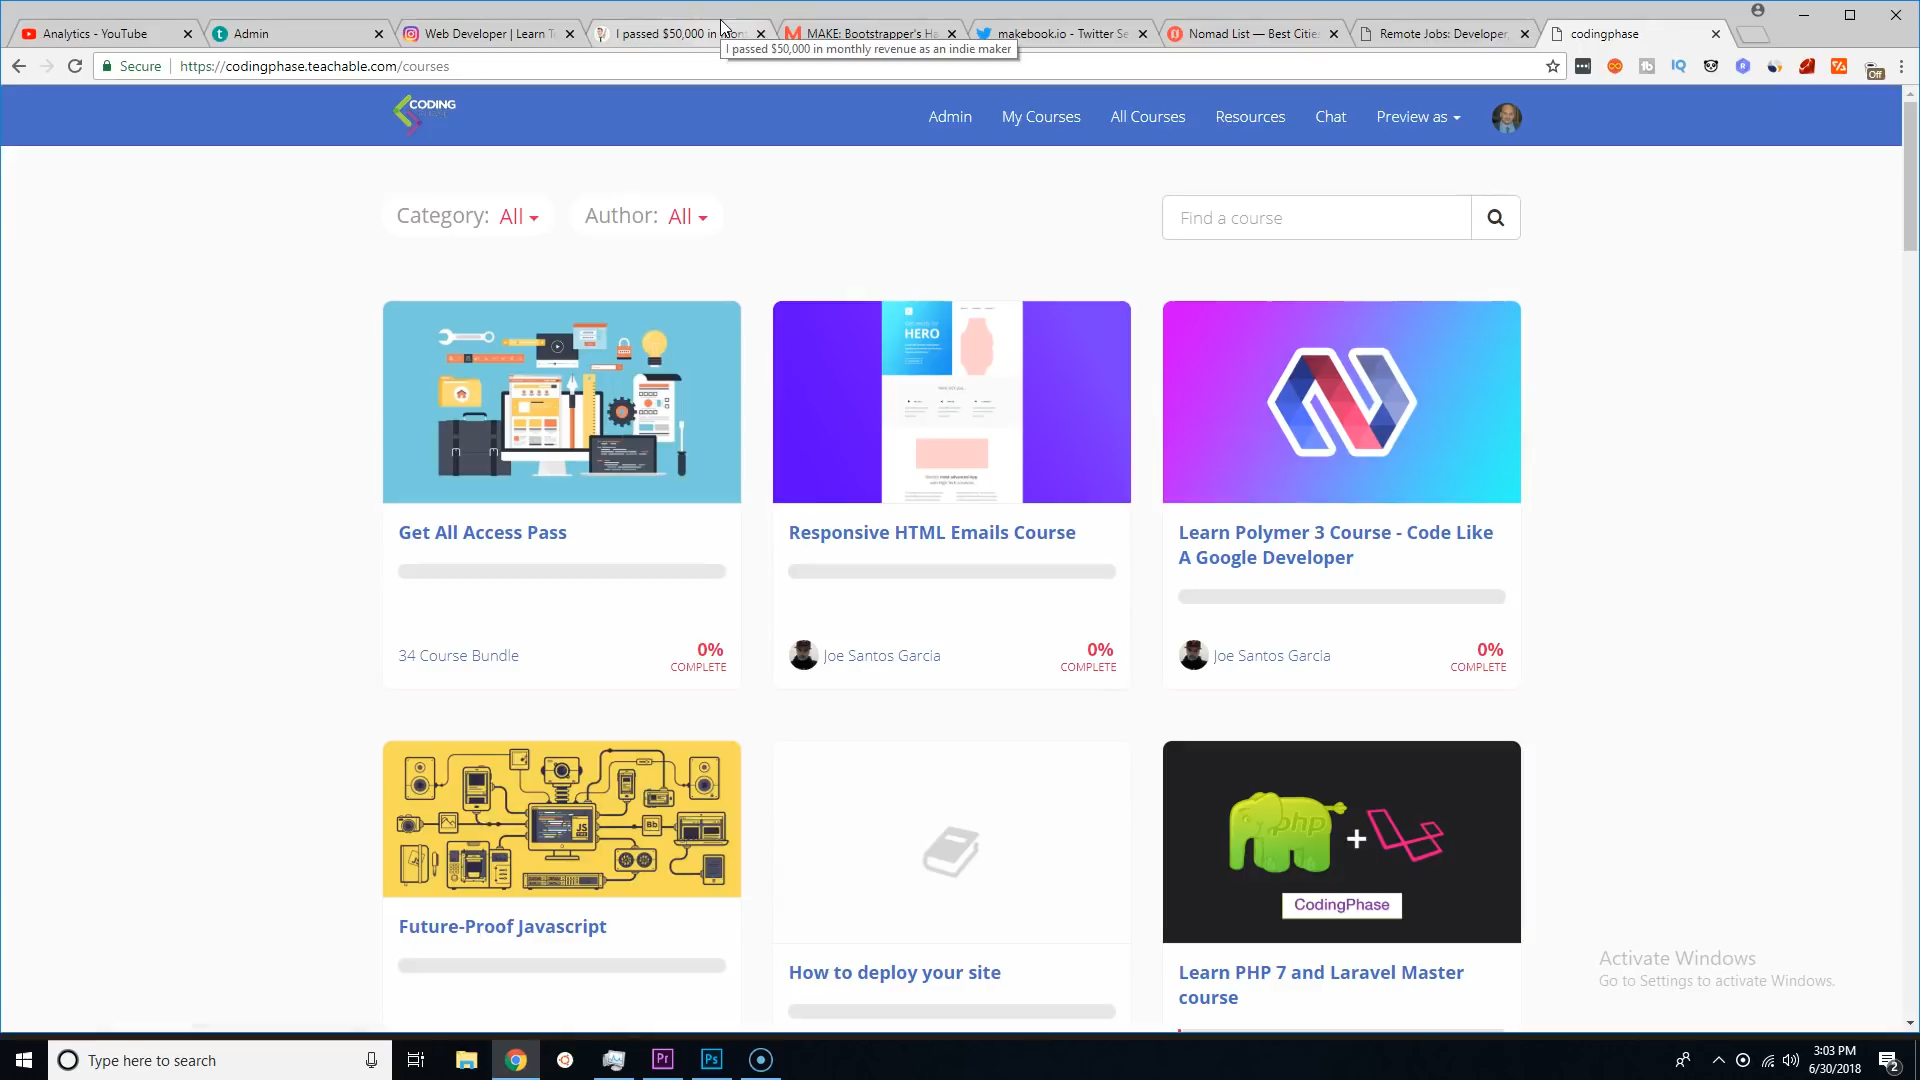 Analytics - YouTube
Admin
Web Developer | Learn T
I passed $50,000 in mont
MAKE: Bootstrapper's Ha
makebook.io - Twitter Se
Nomad List — Best Citie
Remote Jobs: Developer,
codingphase
I passed $50,000 in monthly revenue as an indie maker
Secure
https://codingphase.teachable.com/courses
Off
CODING
Admin
My Courses
All Courses
Resources
Chat
Preview as
Category: All
Author: All
Find a course
HERO
Get All Access Pass
34 Course Bundle
0%
COMPLETE
Responsive HTML Emails Course
Joe Santos Garcia
0%
COMPLETE
Learn Polymer 3 Course - Code Like
A Google Developer
Joe Santos Garcia
0%
COMPLETE
JS
Bb
Future-Proof Javascript
How to deploy your site
php
+
CodingPhase
Learn PHP 7 and Laravel Master
course
Activate Windows
Go to Settings to activate Windows.
Type here to search
Pr
Ps
3:03 PM
6/30/2018
2